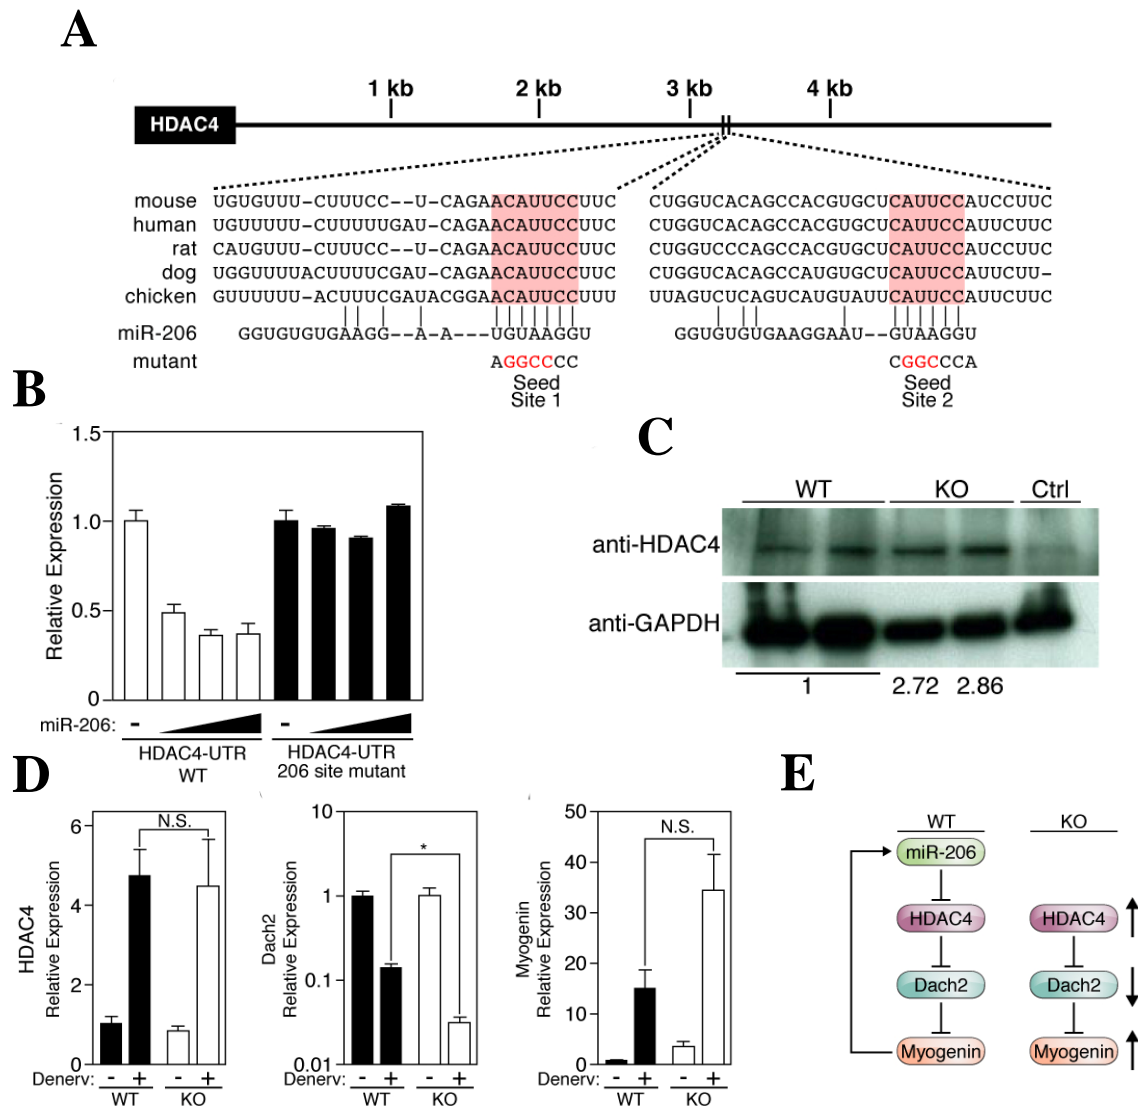 A
1 kb 2 kb 3 kb 4 kb
HDAC4
mouse UGUGUUU-CUUUCC--U-CAGAACAUUCCUUC CUGGUCACAGCCACGUGCUCAUUCCAUCCUUC
human UGUUUUU-CUUUUUGAU-CAGAACAUUCCUUC CUGGUCACAGCCACGUGCUCAUUCCAUUCUUC
rat CAUGUUU-CUUUCC--U-CAGAACAUUCCUUC CUGGUCCCAGCCACGUGCUCAUUCCAUCCUUC
dog UGGUUUUACUUUUCGAU-CAGAACAUUCCUUC CUGGUCACAGCCAUGUGCUCAUUCCAUUCUU-
chicken GUUUUUU-ACUUUCGAUACGGAACAUUCCUUU UUAGUCUCAGUCAUGUAUUCAUUCCAUUCUUC
miR-206 GGUGUGUGAAGG--A-A---UGUAAGGU GGUGUGUGAAGGAAU--GUAAGGU
mutant AGGCCCC CGGCCCA
Seed Site 1
Seed Site 2
B
Relative Expression
1.5
1.0
0.5
0
miR-206: - -
HDAC4-UTR WT
HDAC4-UTR 206 site mutant
C
WT KO Ctrl
anti-HDAC4
anti-GAPDH
1 2.72 2.86
D
HDAC4
Relative Expression
6
4
2
0
N.S.
Denerv: - + - +
WT KO
Dach2
Relative Expression
10
1
0.1
0.01
*
Denerv: - + - +
WT KO
Myogenin
Relative Expression
50
40
30
20
10
0
N.S.
Denerv: - + - +
WT KO
E
WT KO
miR-206
HDAC4 HDAC4
Dach2 Dach2
Myogenin Myogenin